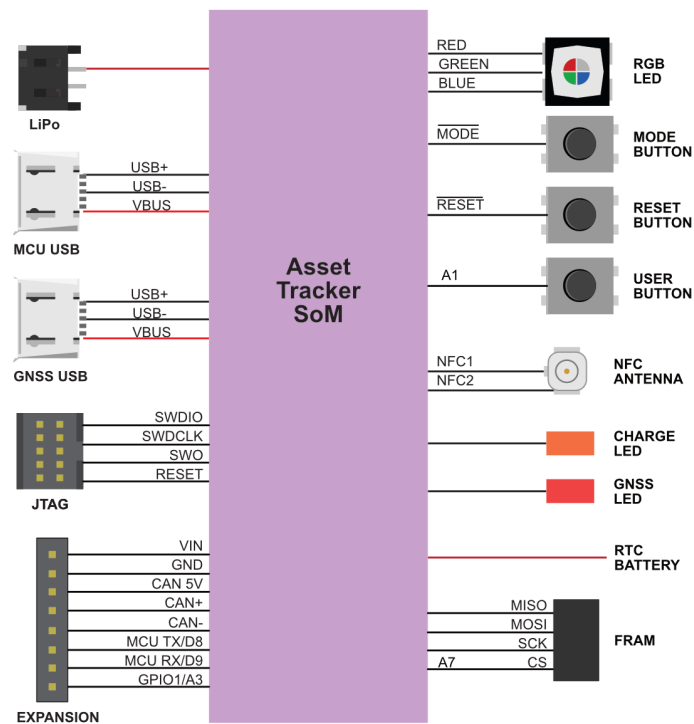 Asset
Tracker
SoM
LiPo
USB+
USB-
VBUS
MCU USB
USB+
USB-
VBUS
GNSS USB
SWDIO
SWDCLK
SWO
RESET
JTAG
VIN
GND
CAN 5V
CAN+
CAN-
MCU TX/D8
MCU RX/D9
GPIO1/A3
EXPANSION
RED
GREEN
BLUE
RGB
LED
MODE
MODE
BUTTON
RESET
RESET
BUTTON
A1
USER
BUTTON
NFC1
NFC2
NFC
ANTENNA
CHARGE
LED
GNSS
LED
RTC
BATTERY
MISO
MOSI
SCK
A7 CS
FRAM